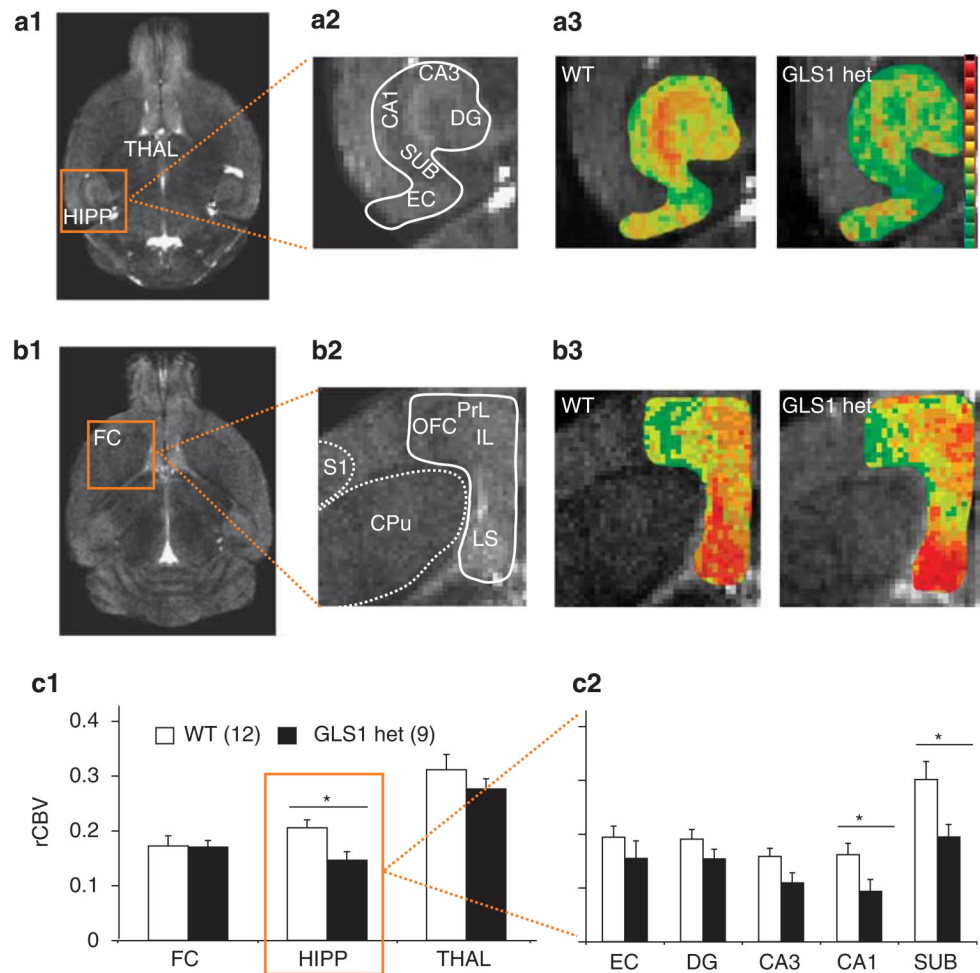 a1
a2
a3
THAL
HIPP
CA3
CA1
DG
SUB
EC
WT
GLS1 het
b1
b2
b3
FC
PrL
OFC
IL
S1
CPu
LS
WT
GLS1 het
c1
c2
0.4
WT (12) GLS1 het (9)
0.3
*
rCBV
0.2
0.1
0
FC HIPP THAL
*
*
EC DG CA3 CA1 SUB